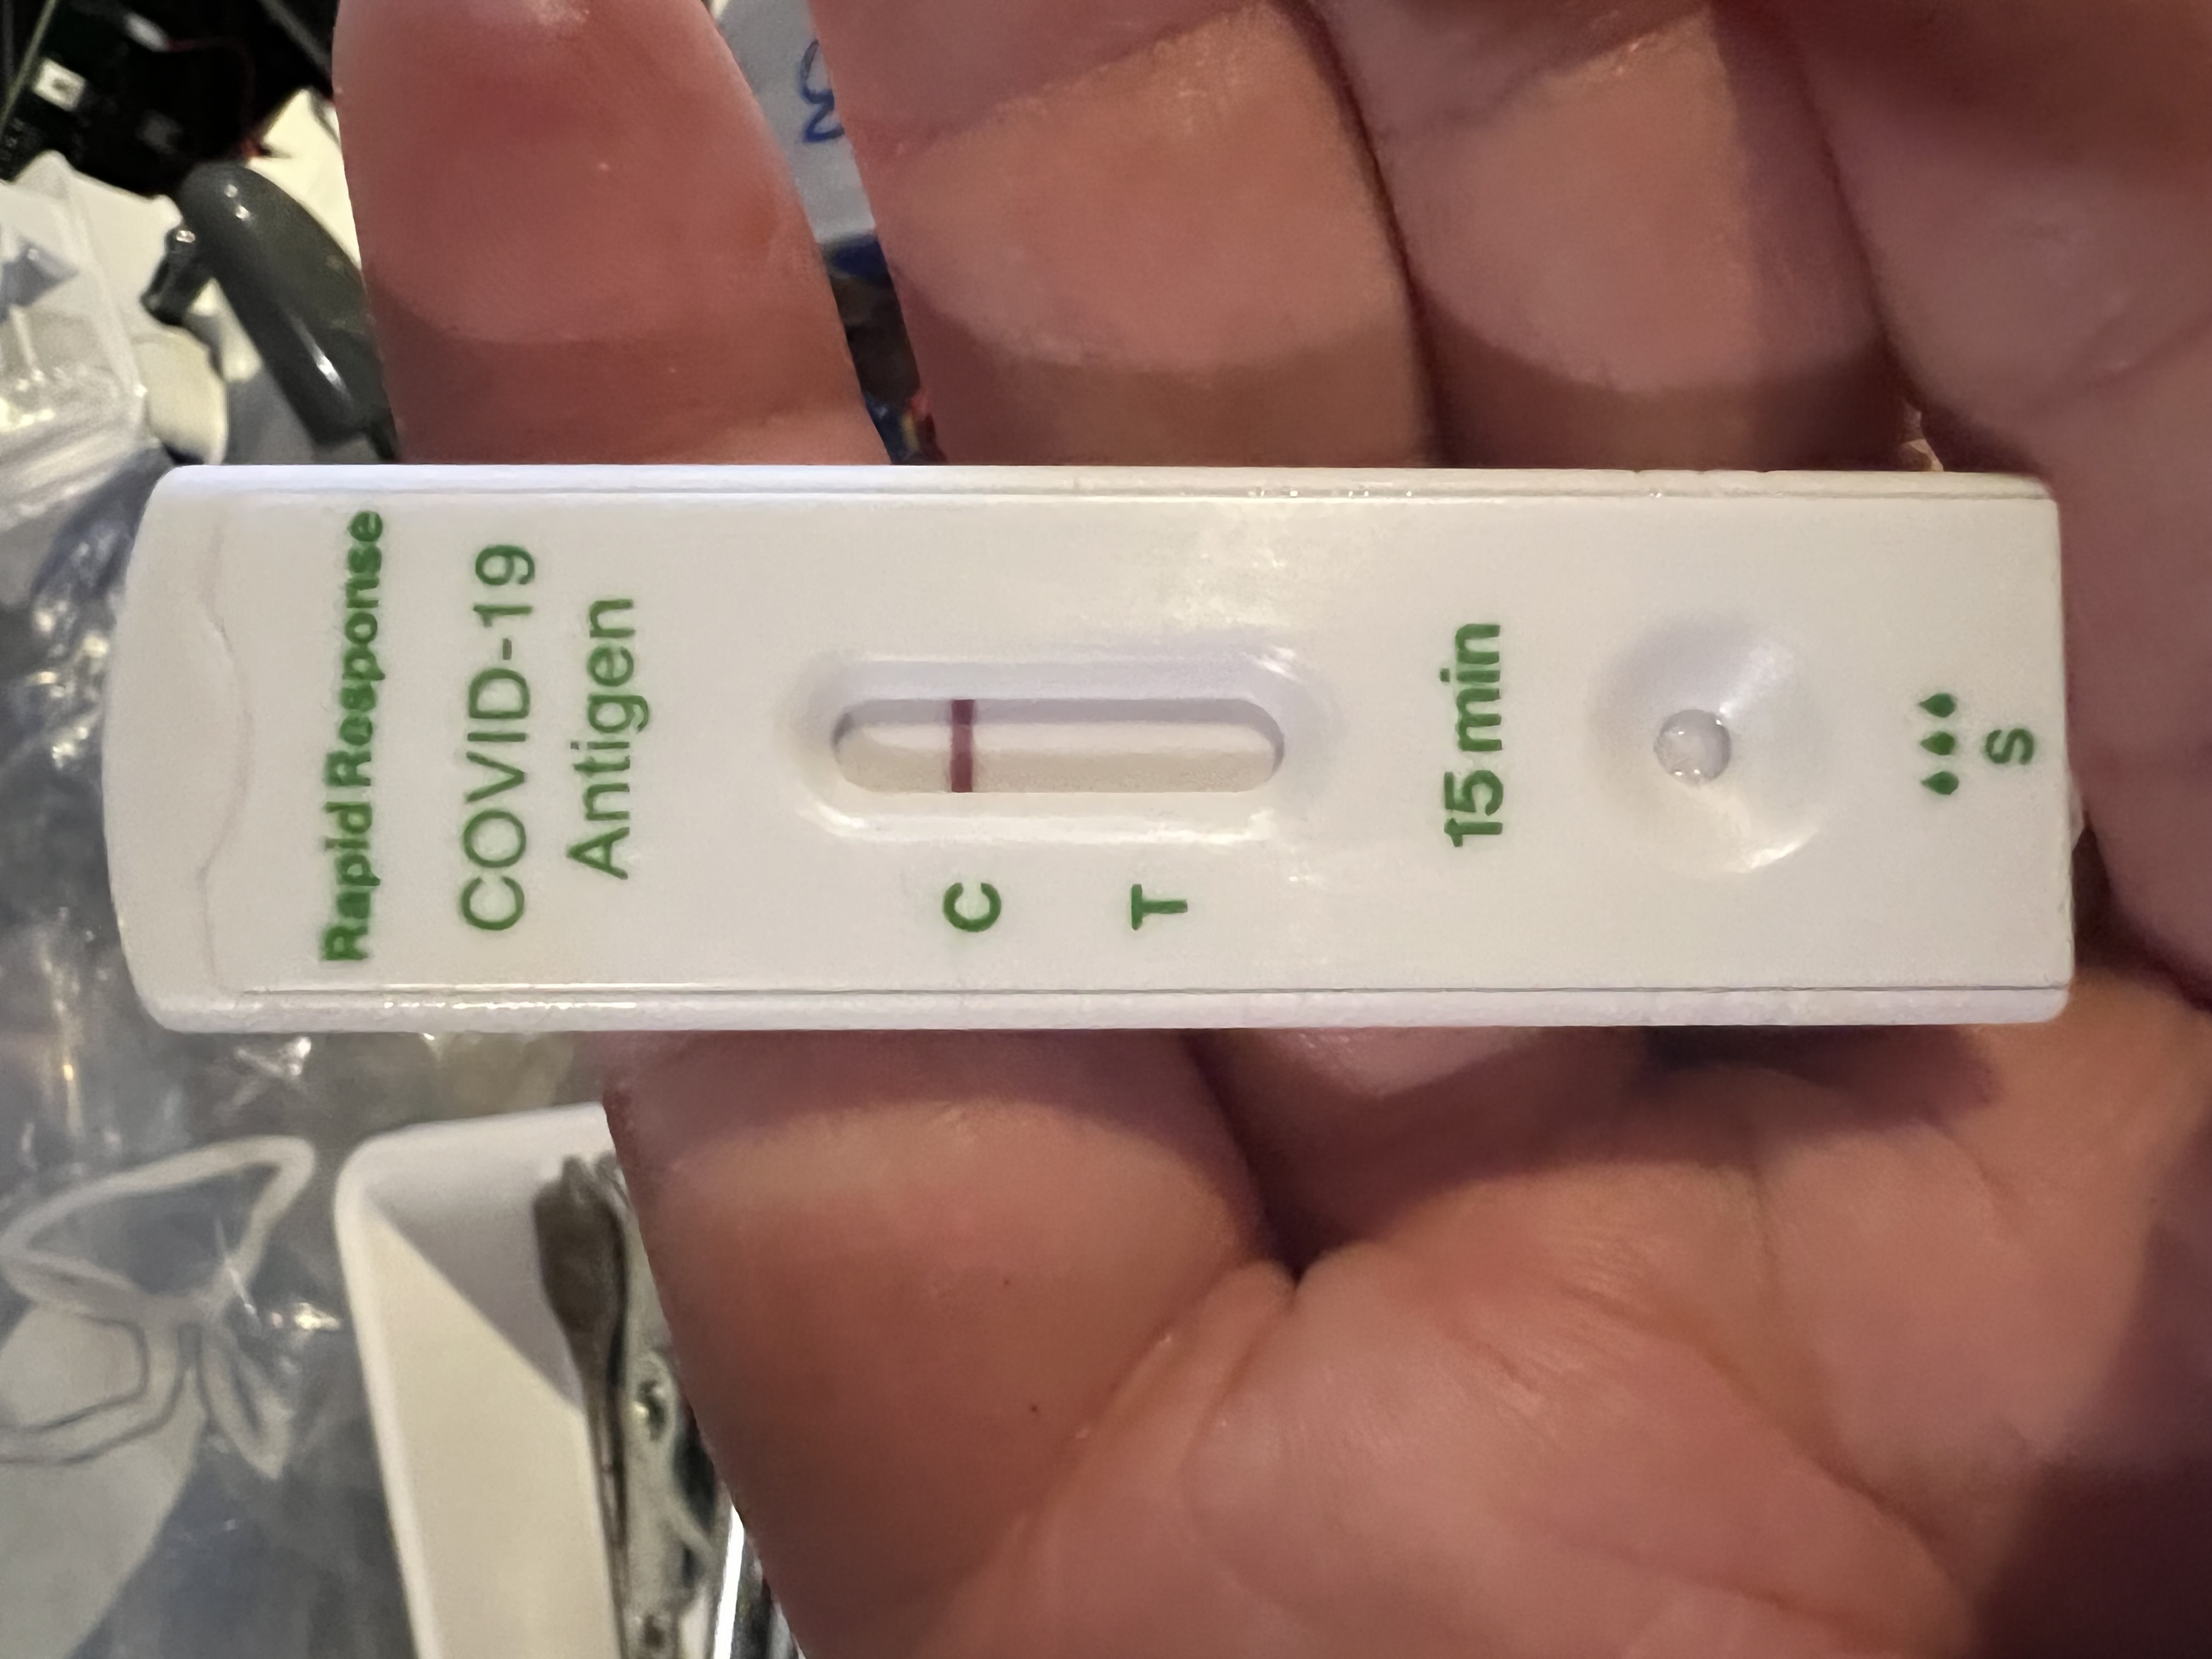 Rapid Response
COVID-19
Antigen
C
T
15 min
S